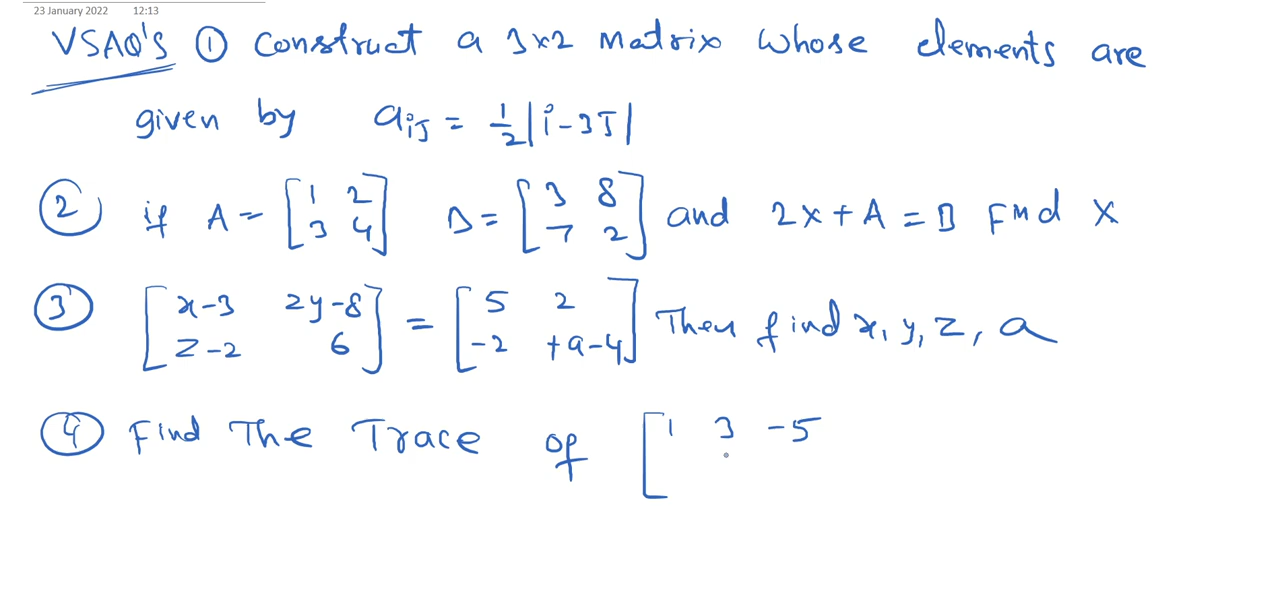 23 January 2022 12:13
VSAQ's ① Construct a 3x2 Matrix Whose elements are
given by aiJ = 1/2 |i-3J|
② if A = [1 2; 3 4] B = [3 8; 7 2] and 2x + A = B Find X
③ [x-3 2y-8; z-2 6] = [5 2; -2 +a-4] Then find x, y, z, a
④ Find The Trace of [1 3 -5